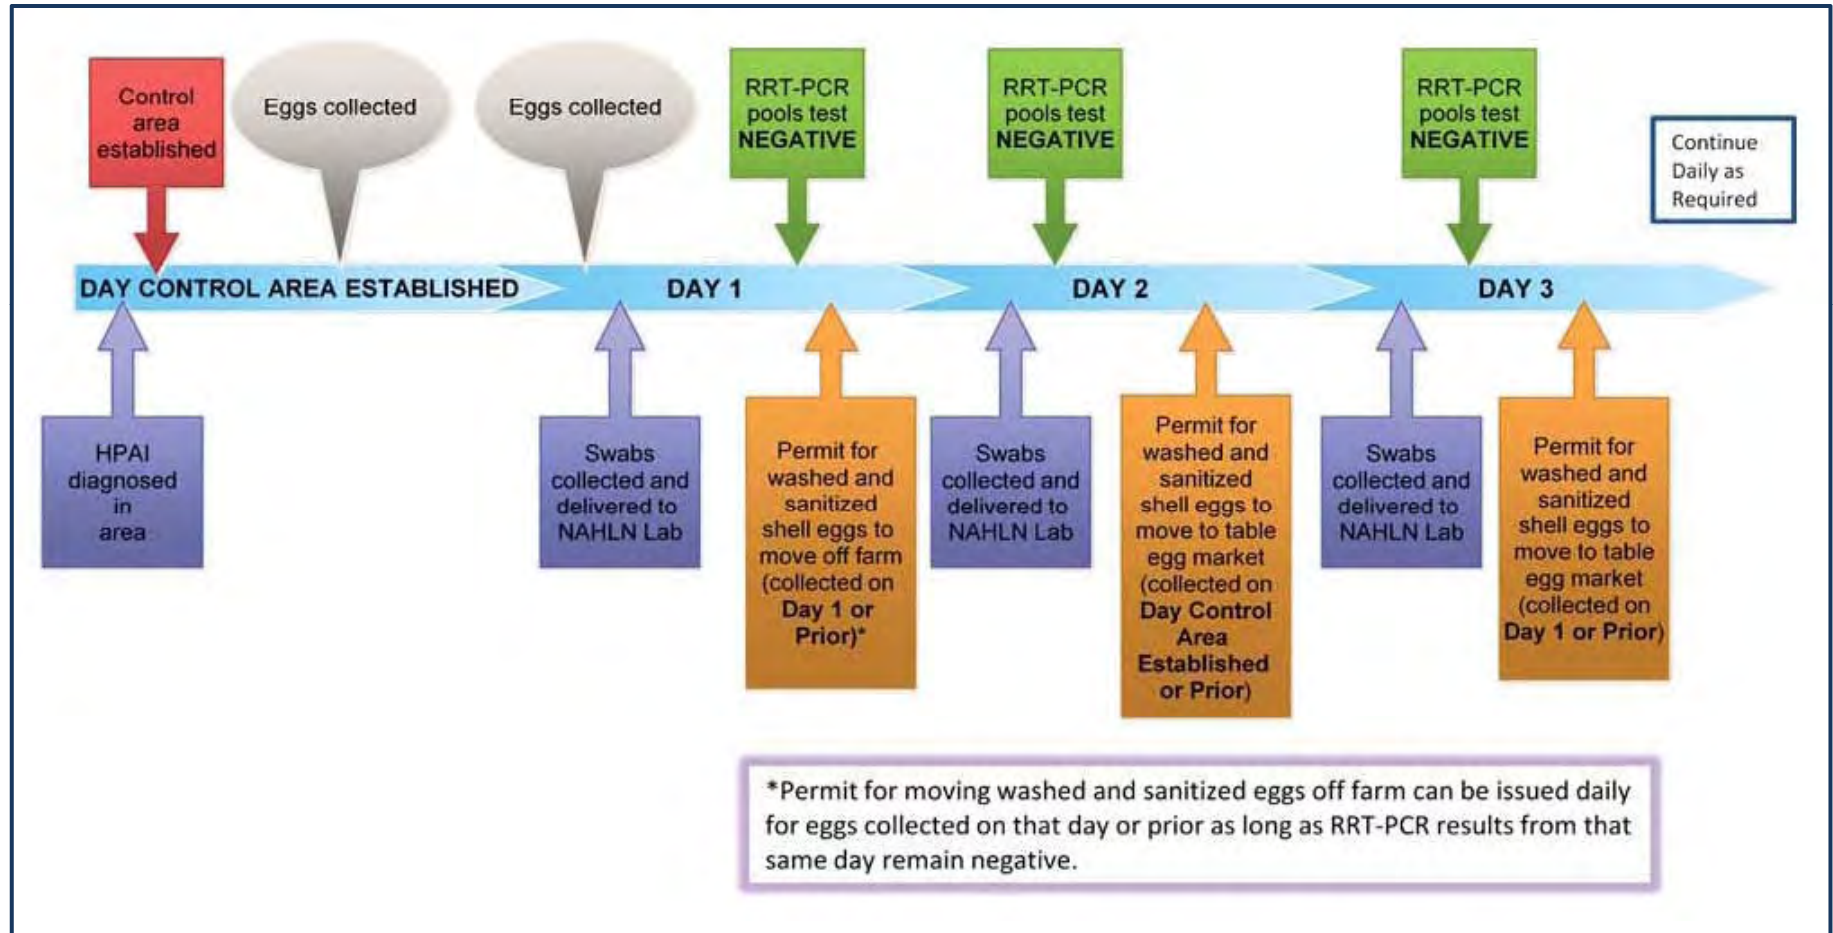 Control
area
established
Eggs collected
Eggs collected
RRT-PCR
pools test
NEGATIVE
RRT-PCR
pools test
NEGATIVE
RRT-PCR
pools test
NEGATIVE
Continue
Daily as
Required
DAY CONTROL AREA ESTABLISHED
DAY 1
DAY 2
DAY 3
HPAI
diagnosed
in
area
Swabs
collected and
delivered to
NAHLN Lab
Permit for
washed and
sanitized
shell eggs to
move off farm
(collected on
Day 1 or
Prior)*
Swabs
collected and
delivered to
NAHLN Lab
Permit for
washed and
sanitized
shell eggs to
move to table
egg market
(collected on
Day Control
Area
Established
or Prior)
Swabs
collected and
delivered to
NAHLN Lab
Permit for
washed and
sanitized
shell eggs to
move to table
egg market
(collected on
Day 1 or Prior)
*Permit for moving washed and sanitized eggs off farm can be issued daily
for eggs collected on that day or prior as long as RRT-PCR results from that
same day remain negative.